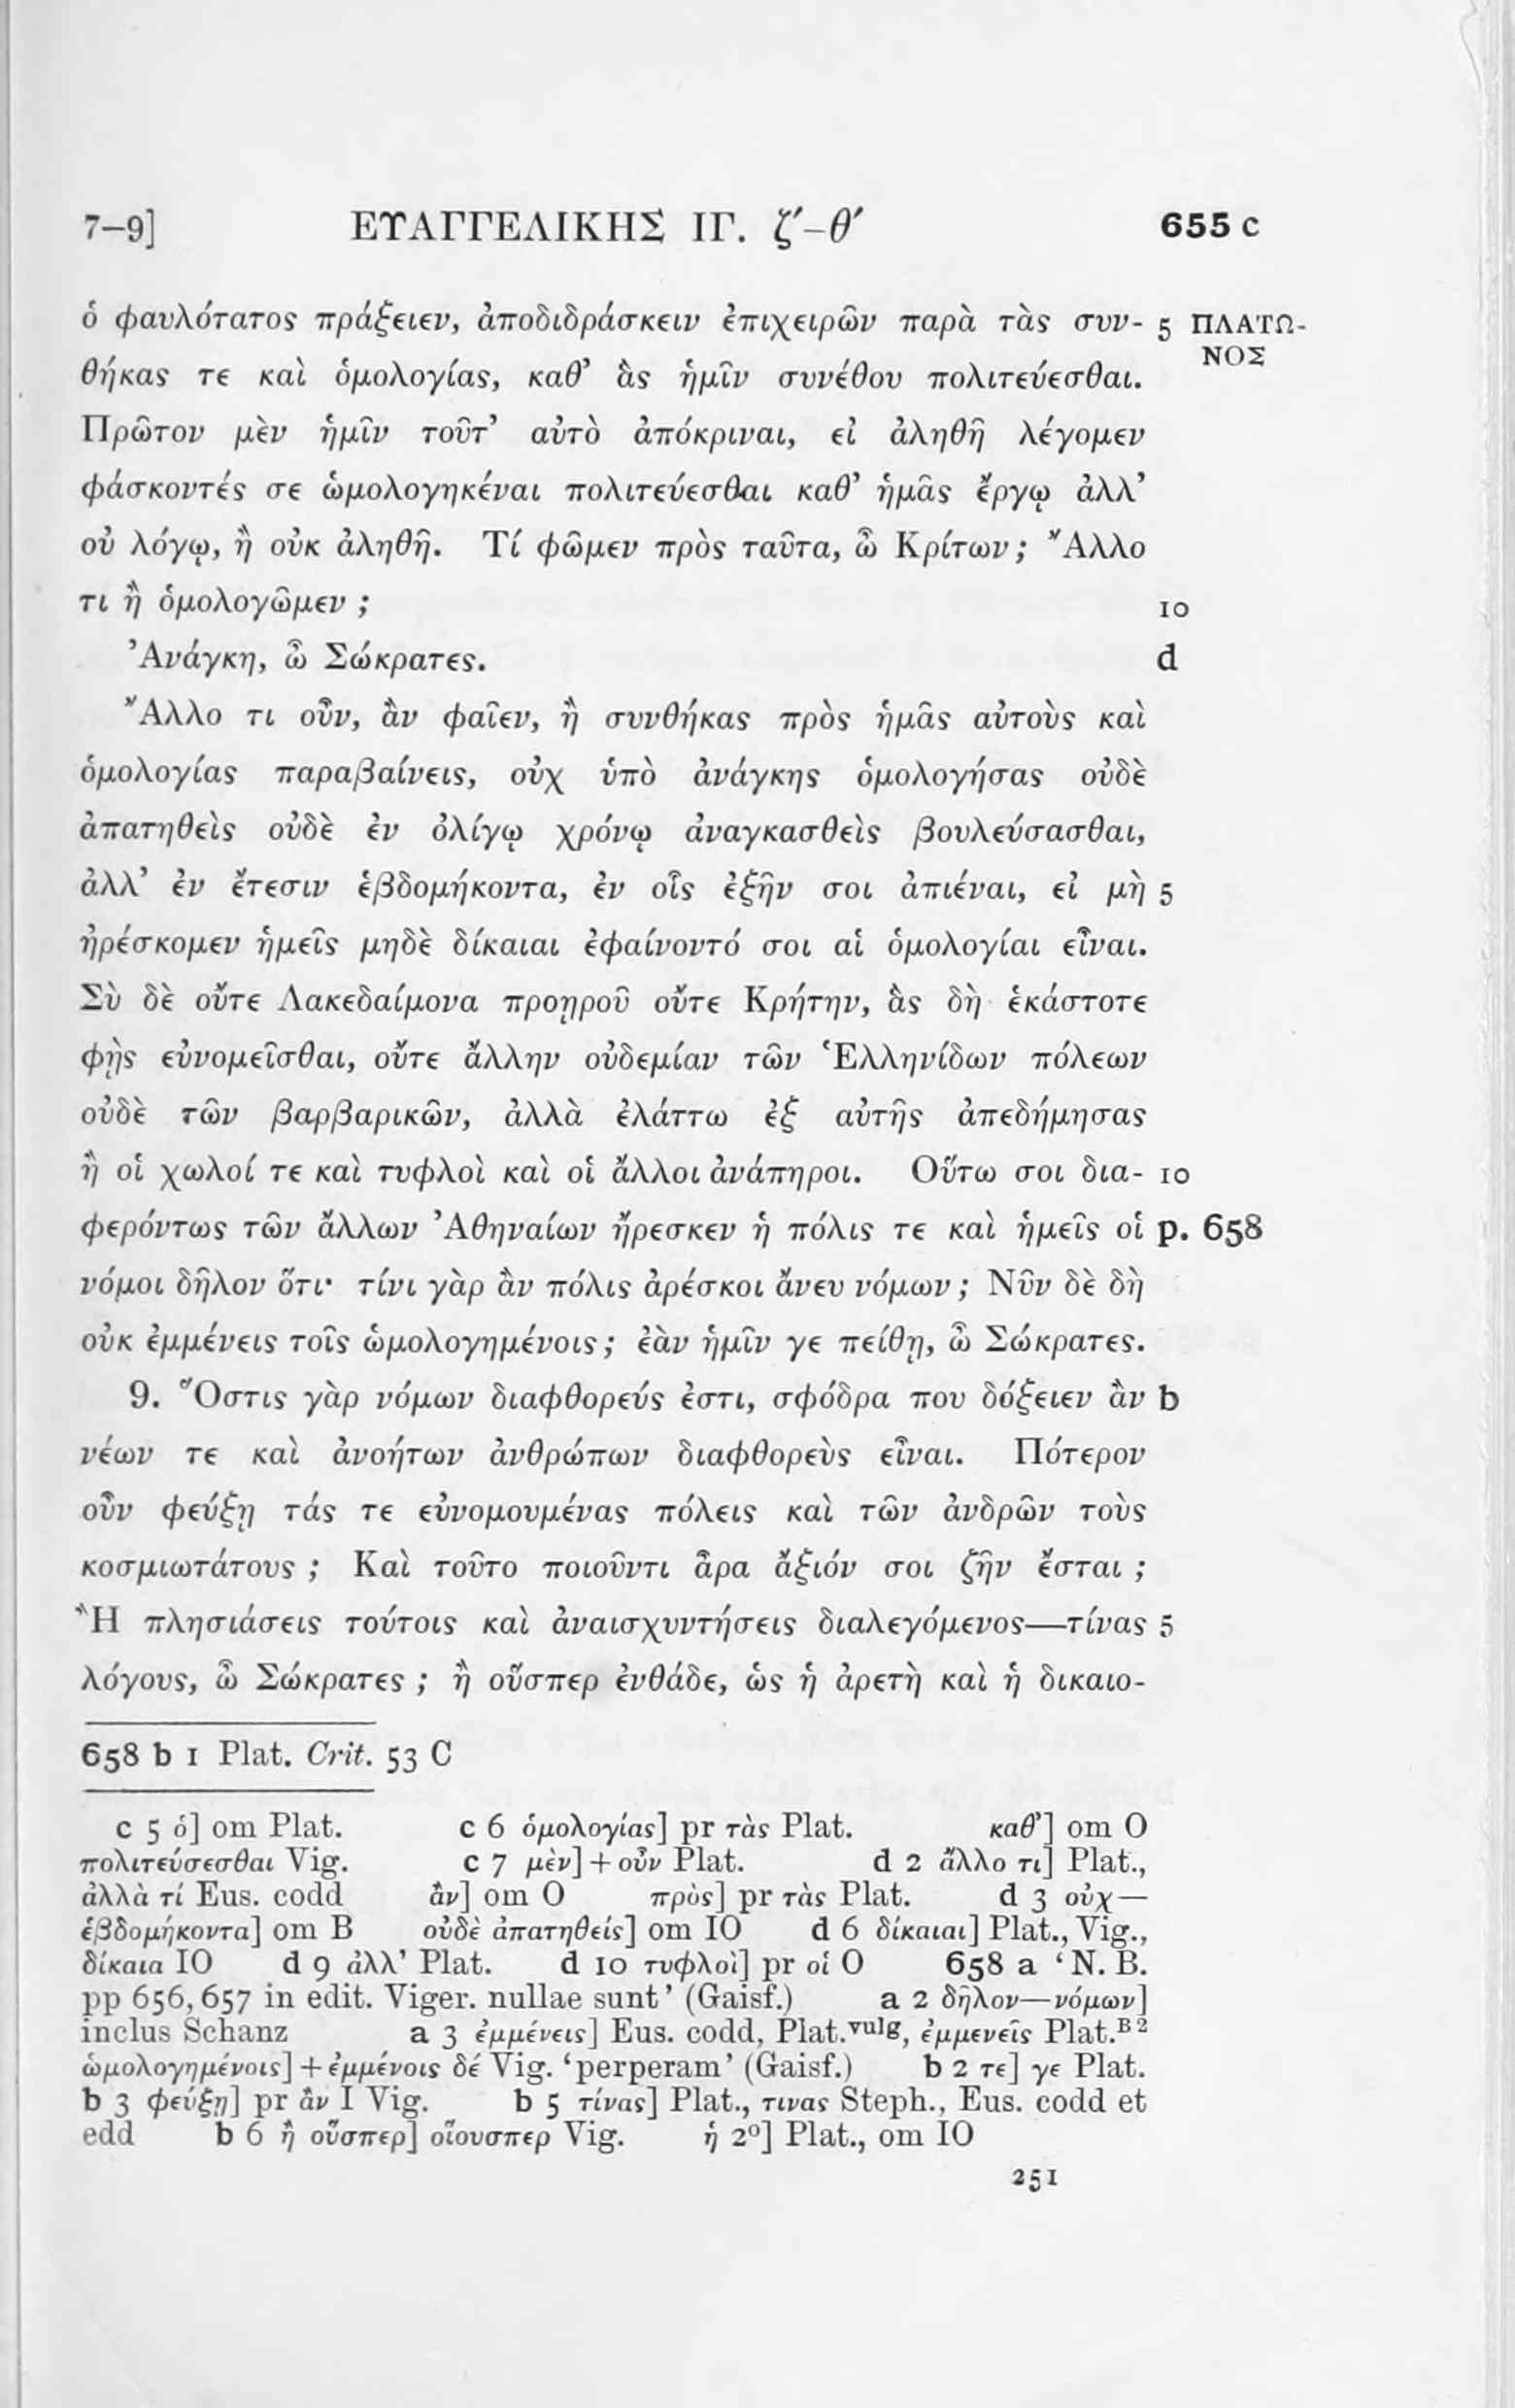 7–9] ΕΥΑΓΓΕΛΙΚΗΣ ΙΓ. ζ′–θ′ 655 c
ὁ φαυλότατος πράξειεν, ἀποδιδράσκειν ἐπιχειρῶν παρὰ τὰς συν- 5 ΠΛΑΤΩ-
ΝΟΣ
θήκας τε καὶ ὁμολογίας, καθ’ ἃς ἡμῖν συνέθου πολιτεύεσθαι.
Πρῶτον μὲν ἡμῖν τοῦτ’ αὐτὸ ἀπόκριναι, εἰ ἀληθῆ λέγομεν
φάσκοντές σε ὡμολογηκέναι πολιτεύεσθαι καθ’ ἡμᾶς ἔργῳ ἀλλ’
οὐ λόγῳ, ἢ οὐκ ἀληθῆ. Τί φῶμεν πρὸς ταῦτα, ὦ Κρίτων; Ἄλλο
τι ἢ ὁμολογῶμεν ; 10
Ἀνάγκη, ὦ Σώκρατες. d
Ἄλλο τι οὖν, ἂν φαῖεν, ἢ συνθήκας πρὸς ἡμᾶς αὐτοὺς καὶ
ὁμολογίας παραβαίνεις, οὐχ ὑπὸ ἀνάγκης ὁμολογήσας οὐδὲ
ἀπατηθεὶς οὐδὲ ἐν ὀλίγῳ χρόνῳ ἀναγκασθεὶς βουλεύσασθαι,
ἀλλ’ ἐν ἔτεσιν ἑβδομήκοντα, ἐν οἷς ἐξῆν σοι ἀπιέναι, εἰ μὴ 5
ἠρέσκομεν ἡμεῖς μηδὲ δίκαιαι ἐφαίνοντό σοι αἱ ὁμολογίαι εἶναι.
Σὺ δὲ οὔτε Λακεδαίμονα προῃροῦ οὔτε Κρήτην, ἃς δὴ ἑκάστοτε
φῂς εὐνομεῖσθαι, οὔτε ἄλλην οὐδεμίαν τῶν Ἑλληνίδων πόλεων
οὐδὲ τῶν βαρβαρικῶν, ἀλλὰ ἐλάττω ἐξ αὐτῆς ἀπεδήμησας
ἢ οἱ χωλοί τε καὶ τυφλοὶ καὶ οἱ ἄλλοι ἀνάπηροι. Οὕτω σοι δια- 10
φερόντως τῶν ἄλλων Ἀθηναίων ἤρεσκεν ἡ πόλις τε καὶ ἡμεῖς οἱ p. 658
νόμοι δῆλον ὅτι· τίνι γὰρ ἂν πόλις ἀρέσκοι ἄνευ νόμων ; Νῦν δὲ δὴ
οὐκ ἐμμένεις τοῖς ὡμολογημένοις ; ἐὰν ἡμῖν γε πείθῃ, ὦ Σώκρατες.
9. Ὅστις γὰρ νόμων διαφθορεύς ἐστι, σφόδρα που δόξειεν ἂν b
νέων τε καὶ ἀνοήτων ἀνθρώπων διαφθορεὺς εἶναι. Πότερον
οὖν φεύξῃ τάς τε εὐνομουμένας πόλεις καὶ τῶν ἀνδρῶν τοὺς
κοσμιωτάτους ; Καὶ τοῦτο ποιοῦντι ἆρα ἄξιόν σοι ζῆν ἔσται ;
Ἢ πλησιάσεις τούτοις καὶ ἀναισχυντήσεις διαλεγόμενος—τίνας 5
λόγους, ὦ Σώκρατες ; ἢ οὕσπερ ἐνθάδε, ὡς ἡ ἀρετὴ καὶ ἡ δικαιο-
658 b 1 Plat. Crit. 53 C
c 5 ὁ] om Plat. c 6 ὁμολογίας] pr τὰς Plat. καθ’] om O
πολιτεύσεσθαι Vig. c 7 μὲν] + οὖν Plat. d 2 ἄλλο τι] Plat.,
ἀλλὰ τί Eus. codd ἂν] om O πρὸς] pr τὰς Plat. d 3 οὐχ—
ἑβδομήκοντα] om B οὐδὲ ἀπατηθείς] om IO d 6 δίκαιαι] Plat., Vig.,
δίκαια IO d 9 ἀλλ’ Plat. d 10 τυφλοὶ] pr οἱ O 658 a ‘N. B.
pp 656, 657 in edit. Viger. nullae sunt’ (Gaisf.) a 2 δῆλον—νόμων]
inclus Schanz a 3 ἐμμένεις] Eus. codd, Plat.vulg, ἐμμενεῖς Plat.B2
ὡμολογημένοις] + ἐμμένοις δέ Vig. ‘perperam’ (Gaisf.) b 2 τε] γε Plat.
b 3 φεύξῃ] pr ἂν I Vig. b 5 τίνας] Plat., τινας Steph., Eus. codd et
edd b 6 ἢ οὕσπερ] οἵουσπερ Vig. ἡ 2º] Plat., om IO
251